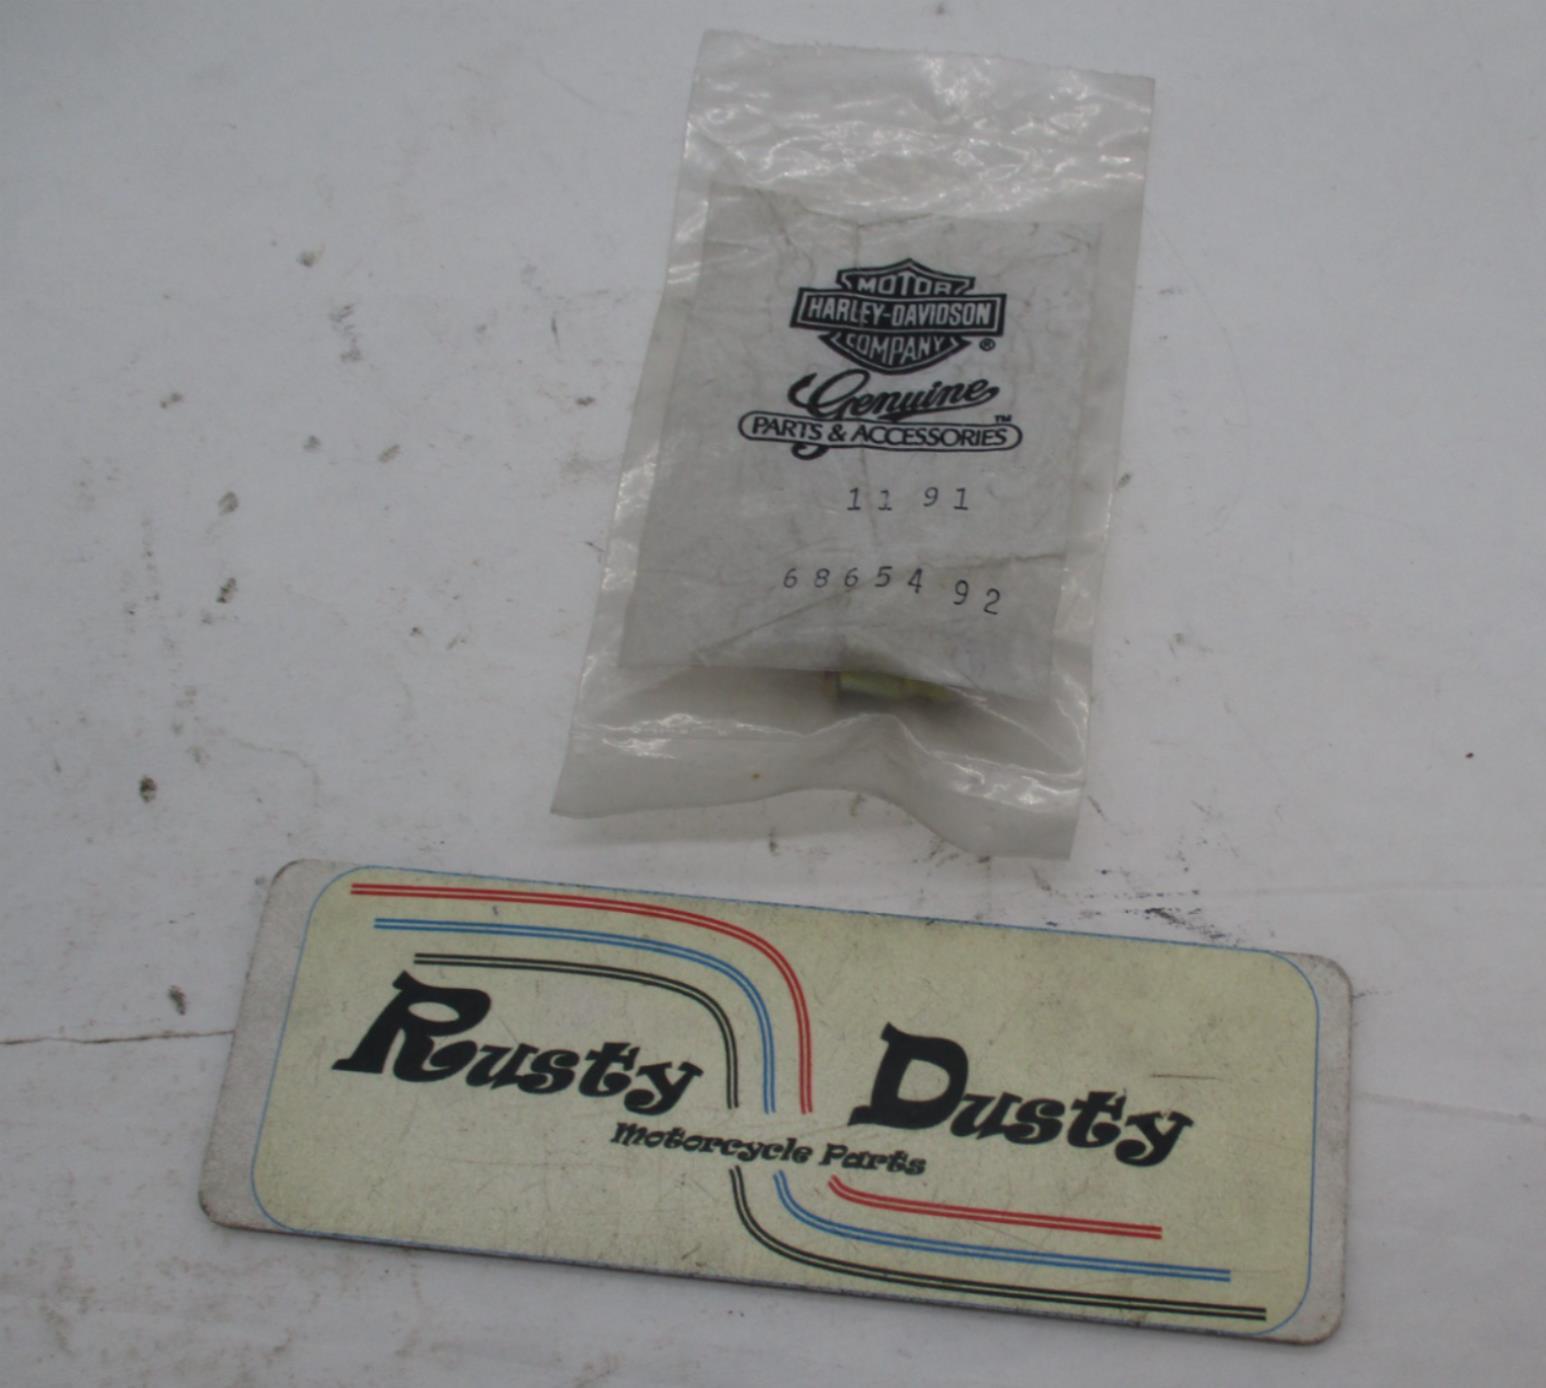 MOTOR
HARLEY-DAVIDSON
COMPANY ®
Genuine
PARTS & ACCESSORIES ™
11 91
68654 92
Rusty Dusty
Motorcycle Parts